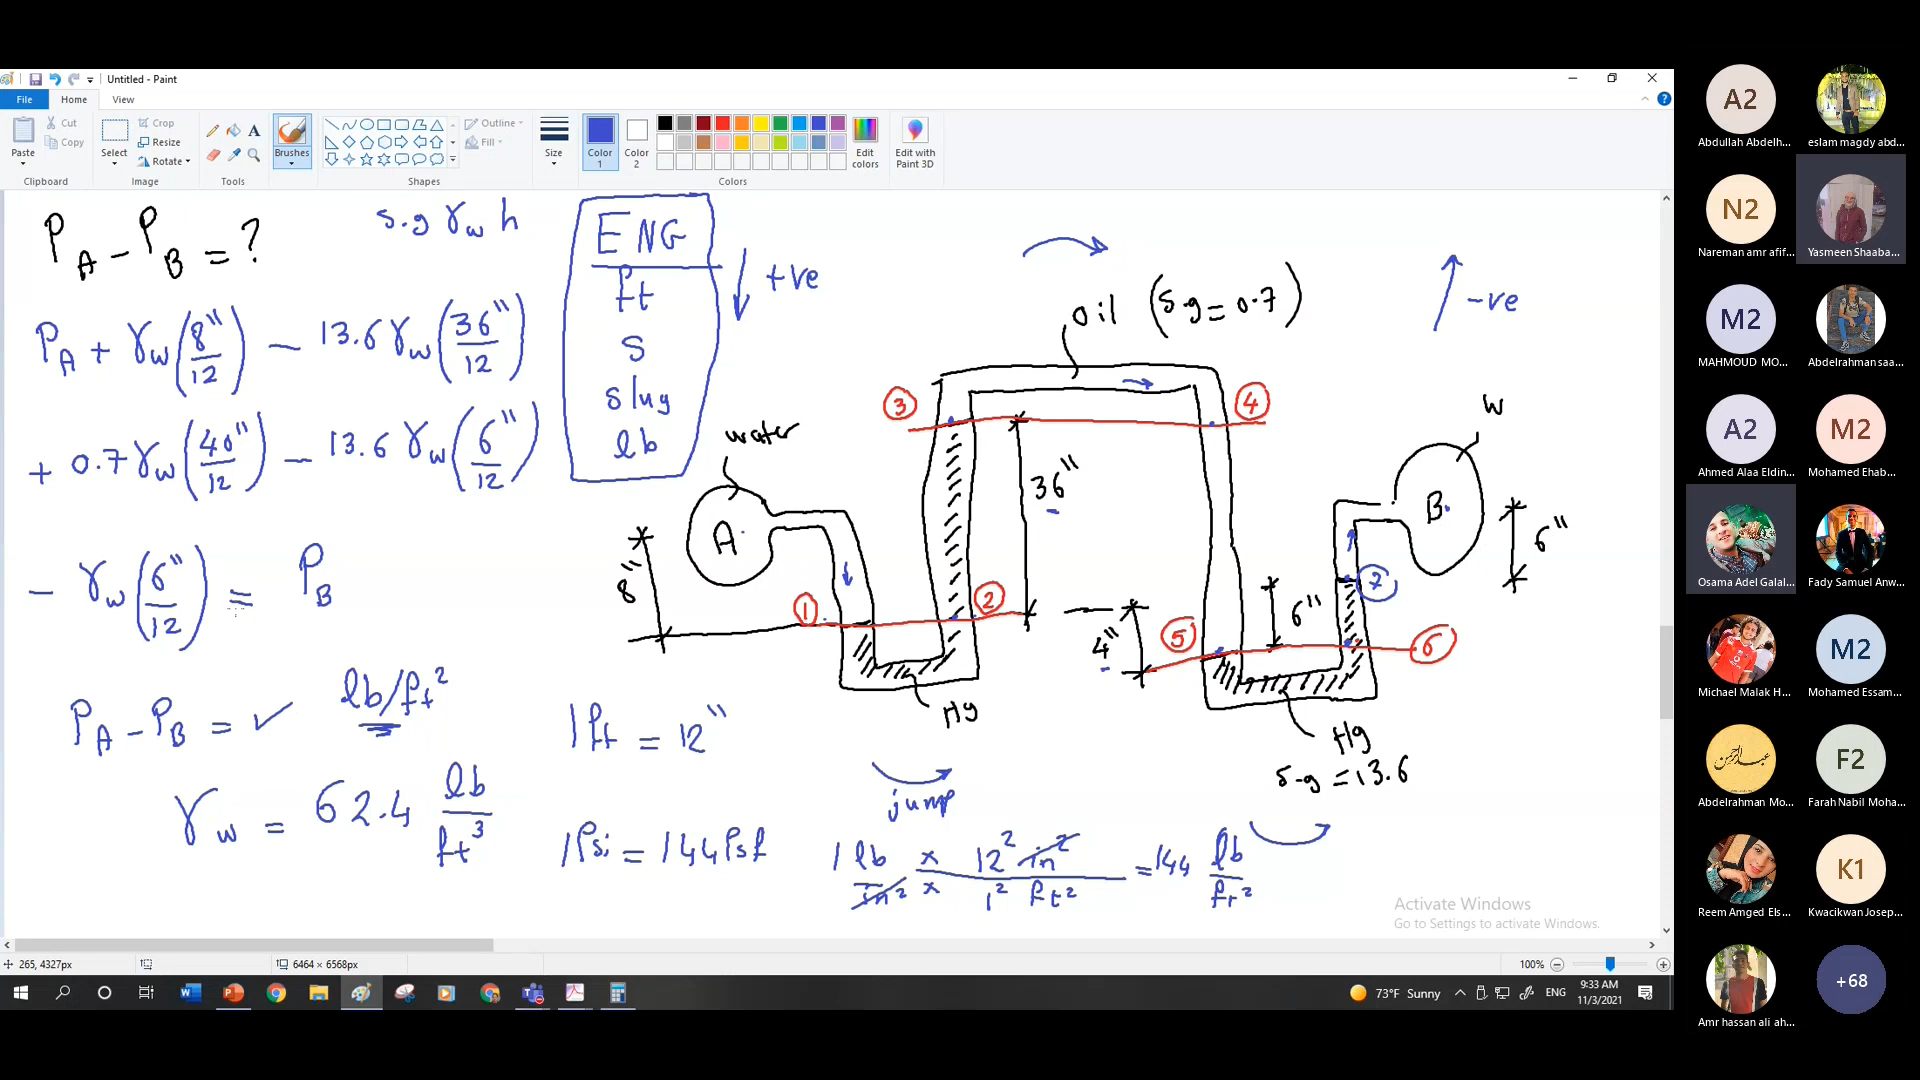 Untitled - Paint
File Home View
Paste Cut Copy Clipboard
Select Crop Resize Rotate Image
Tools
Brushes
Outline Fill Shapes
Size
Color 1 Color 2 Colors
Edit colors
Edit with Paint 3D
P_A - P_B = ?
s.g γ_w h
ENG
ft
s
slug
lb
+ve
-ve
P_A + γ_w (8"/12) - 13.6 γ_w (36"/12)
+ 0.7 γ_w (40"/12) - 13.6 γ_w (6"/12)
- γ_w (6"/12) = P_B
P_A - P_B = ✓ lb/ft²
γ_w = 62.4 lb/ft³
1 ft = 12"
1 Psi = 144 Psf
jump
1 lb/in² × 12² in² / 1² ft² = 144 lb/ft²
oil (s.g = 0.7)
water
A
8"
1
2
3
4
36"
4"
5
6"
6
7
W
B
6"
Hg
Hg
s.g = 13.6
Activate Windows
Go to Settings to activate Windows.
265, 4327px
6464 × 6568px
100%
73°F Sunny
ENG
9:33 AM
11/3/2021
A2
Abdullah Abdelh...
eslam magdy abd...
N2
Nareman amr afif...
Yasmeen Shaaba...
M2
MAHMOUD MO...
Abdelrahman saa...
A2
Ahmed Alaa Eldin...
M2
Mohamed Ehab...
Osama Adel Galal...
Fady Samuel Anw...
Michael Malak H...
M2
Mohamed Essam...
عبدالرحمن
Abdelrahman Mo...
F2
Farah Nabil Moha...
Reem Amged Els...
K1
Kwacikwan Josep...
Amr hassan ali ah...
+68